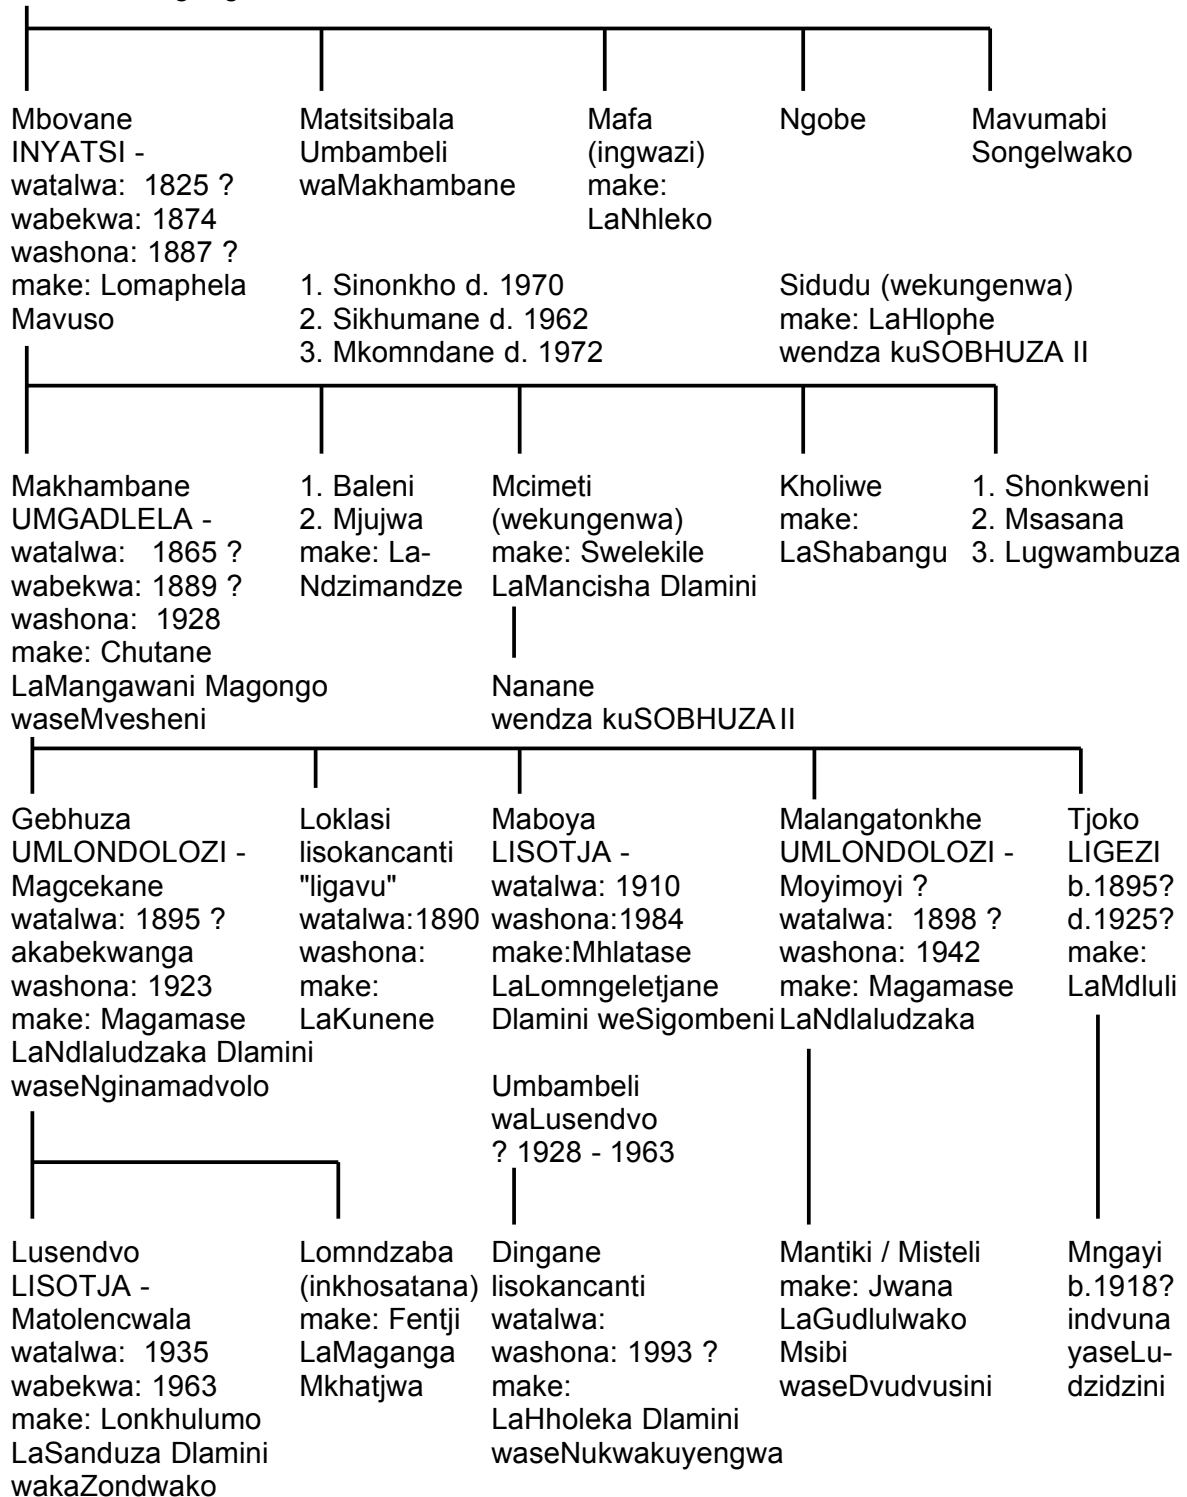 Mbovane
INYATSI -
watalwa: 1825 ?
wabekwa: 1874
washona: 1887 ?
make: Lomaphela
Mavuso
Matsitsibala
Umbambeli
waMakhambane
1. Sinonkho d. 1970
2. Sikhumane d. 1962
3. Mkomndane d. 1972
Mafa
(ingwazi)
make:
LaNhleko
Ngobe
Sidudu (wekungenwa)
make: LaHlophe
wendza kuSOBHUZA II
Mavumabi
Songelwako
Makhambane
UMGADLELA -
watalwa: 1865 ?
wabekwa: 1889 ?
washona: 1928
make: Chutane
LaMangawani Magongo
waseMvesheni
1. Baleni
2. Mjujwa
make: La-
Ndzimandze
Mcimeti
(wekungenwa)
make: Swelekile
LaMancisha Dlamini
Nanane
wendza kuSOBHUZA II
Kholiwe
make:
LaShabangu
1. Shonkweni
2. Msasana
3. Lugwambuza
Gebhuza
UMLONDOLOZI -
Magcekane
watalwa: 1895 ?
akabekwanga
washona: 1923
make: Magamase
LaNdlaludzaka Dlamini
waseNginamadvolo
Loklasi
lisokancanti
"ligavu"
watalwa:1890
washona:
make:
LaKunene
Maboya
LISOTJA -
watalwa: 1910
washona:1984
make:Mhlatase
LaLomngeletjane
Dlamini weSigombeni
Umbambeli
waLusendvo
? 1928 - 1963
Malangatonkhe
UMLONDOLOZI -
Moyimoyi ?
watalwa: 1898 ?
washona: 1942
make: Magamase
LaNdlaludzaka
Tjoko
LIGEZI
b.1895?
d.1925?
make:
LaMdluli
Lusendvo
LISOTJA -
Matolencwala
watalwa: 1935
wabekwa: 1963
make: Lonkhulumo
LaSanduza Dlamini
wakaZondwako
Lomndzaba
(inkhosatana)
make: Fentji
LaMaganga
Mkhatjwa
Dingane
lisokancanti
watalwa:
washona: 1993 ?
make:
LaHholeka Dlamini
waseNukwakuyengwa
Mantiki / Misteli
make: Jwana
LaGudlulwako
Msibi
waseDvudvusini
Mngayi
b.1918?
indvuna
yaseLu-
dzidzini